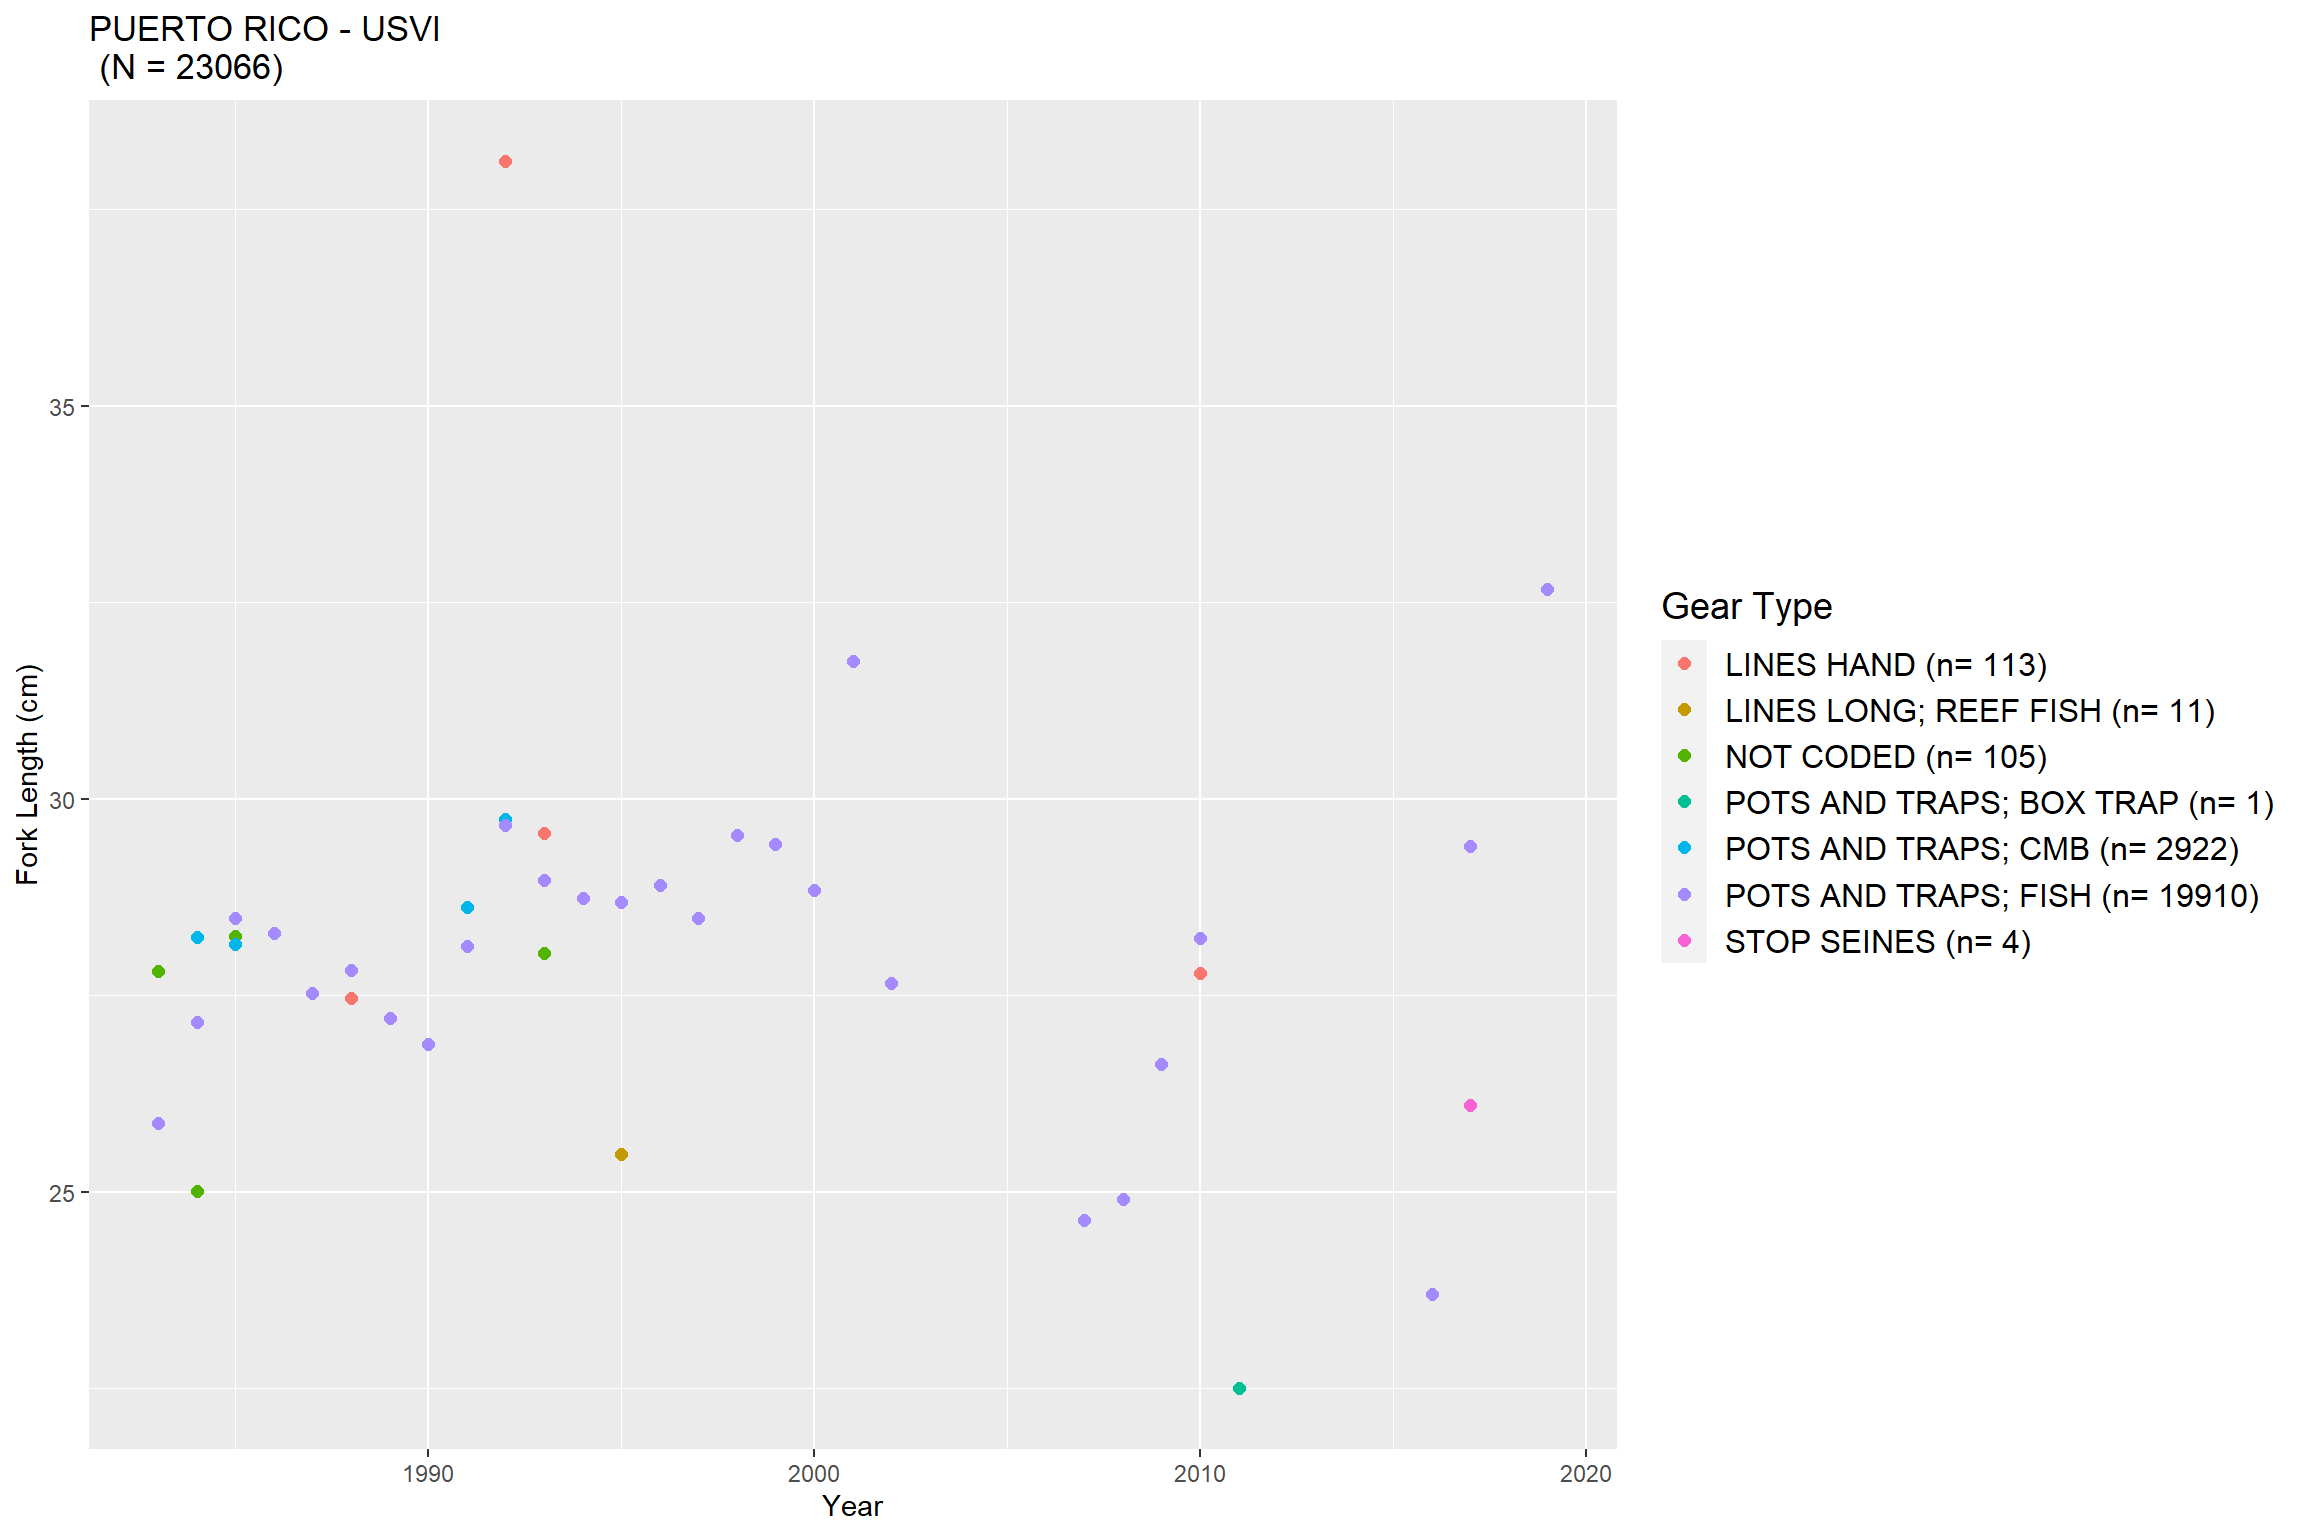 PUERTO RICO - USVI
(N = 23066)
35
30
25
Fork Length (cm)
1990
2000
2010
2020
Year
Gear Type
LINES HAND (n= 113)
LINES LONG; REEF FISH (n= 11)
NOT CODED (n= 105)
POTS AND TRAPS; BOX TRAP (n= 1)
POTS AND TRAPS; CMB (n= 2922)
POTS AND TRAPS; FISH (n= 19910)
STOP SEINES (n= 4)